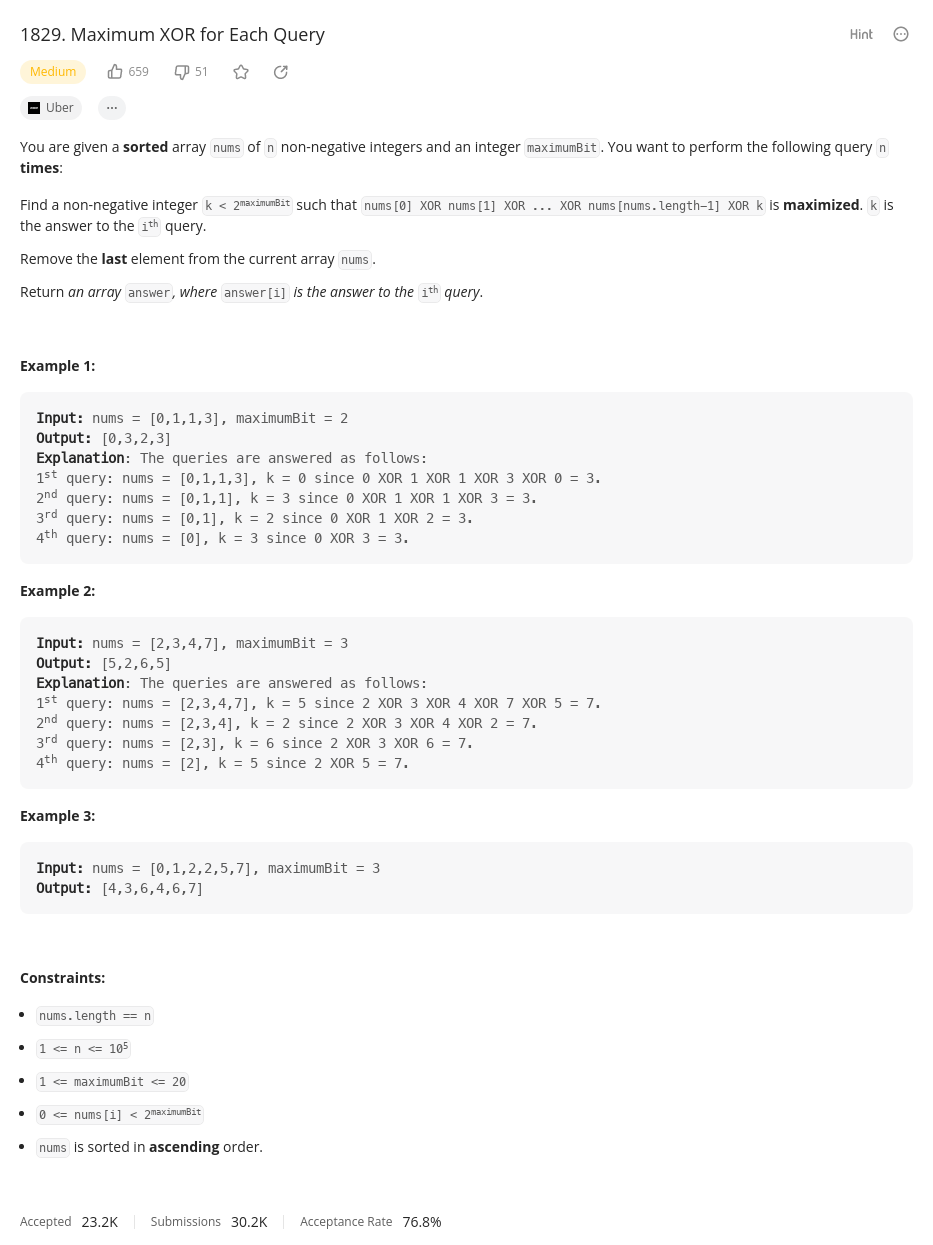 1829. Maximum XOR for Each Query
Hint
Medium
659
51
Uber
You are given a sorted array nums of n non-negative integers and an integer maximumBit. You want to perform the following query n
times:
Find a non-negative integer k < 2^maximumBit such that nums[0] XOR nums[1] XOR ... XOR nums[nums.length-1] XOR k is maximized. k is
the answer to the i^th query.
Remove the last element from the current array nums.
Return an array answer, where answer[i] is the answer to the i^th query.
Example 1:
Input: nums = [0,1,1,3], maximumBit = 2
Output: [0,3,2,3]
Explanation: The queries are answered as follows:
1^st query: nums = [0,1,1,3], k = 0 since 0 XOR 1 XOR 1 XOR 3 XOR 0 = 3.
2^nd query: nums = [0,1,1], k = 3 since 0 XOR 1 XOR 1 XOR 3 = 3.
3^rd query: nums = [0,1], k = 2 since 0 XOR 1 XOR 2 = 3.
4^th query: nums = [0], k = 3 since 0 XOR 3 = 3.
Example 2:
Input: nums = [2,3,4,7], maximumBit = 3
Output: [5,2,6,5]
Explanation: The queries are answered as follows:
1^st query: nums = [2,3,4,7], k = 5 since 2 XOR 3 XOR 4 XOR 7 XOR 5 = 7.
2^nd query: nums = [2,3,4], k = 2 since 2 XOR 3 XOR 4 XOR 2 = 7.
3^rd query: nums = [2,3], k = 6 since 2 XOR 3 XOR 6 = 7.
4^th query: nums = [2], k = 5 since 2 XOR 5 = 7.
Example 3:
Input: nums = [0,1,2,2,5,7], maximumBit = 3
Output: [4,3,6,4,6,7]
Constraints:
nums.length == n
1 <= n <= 10^5
1 <= maximumBit <= 20
0 <= nums[i] < 2^maximumBit
nums is sorted in ascending order.
Accepted 23.2K Submissions 30.2K Acceptance Rate 76.8%